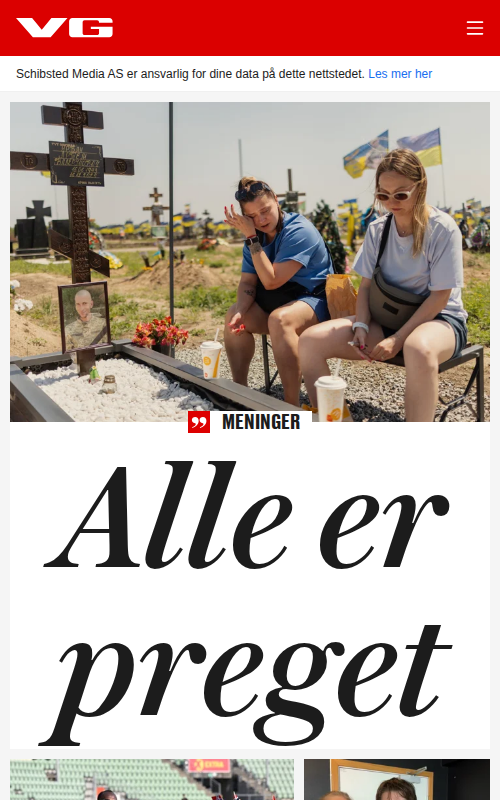 VG
Schibsted Media AS er ansvarlig for dine data på dette nettstedet. Les mer her
MENINGER
Alle er
preget
EXTRA